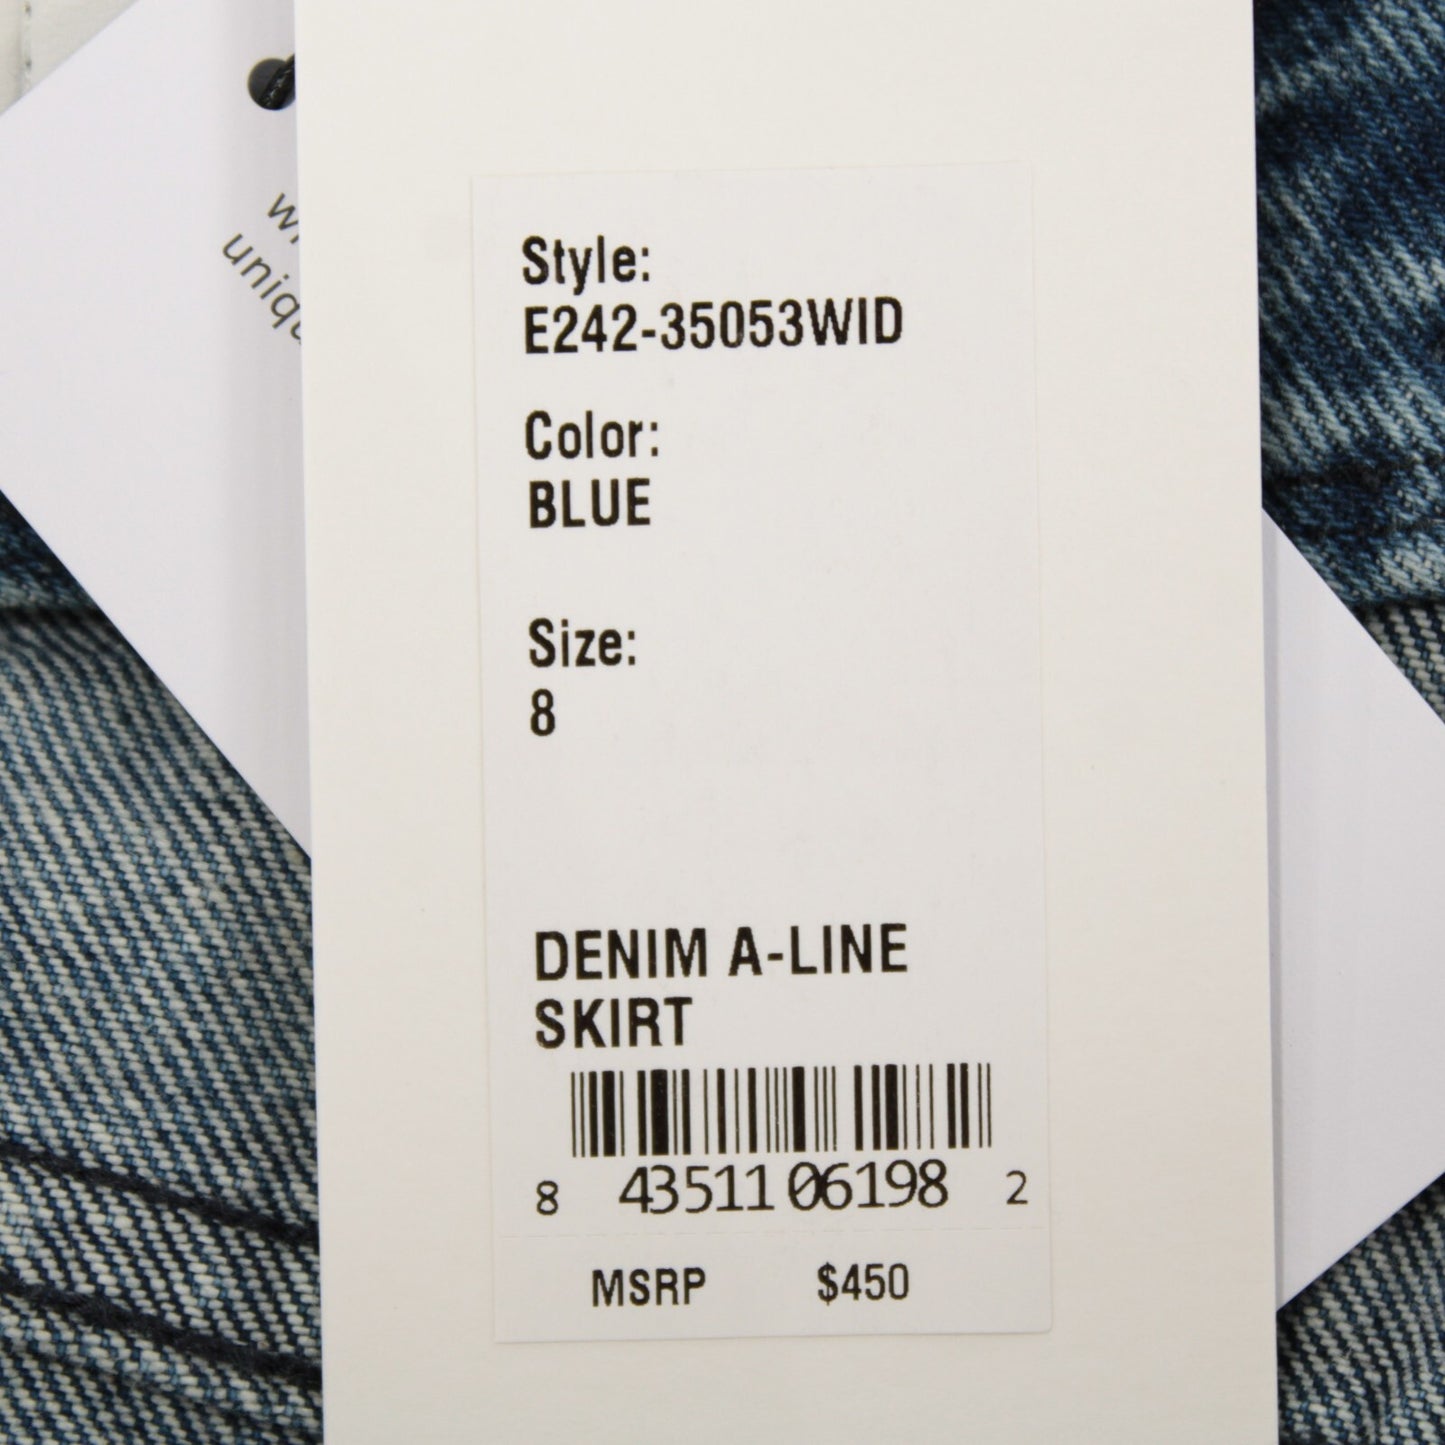 Style:
E242-35053WID
Color:
BLUE
Size:
8
DENIM A-LINE
SKIRT
8 43511 06198 2
MSRP $450